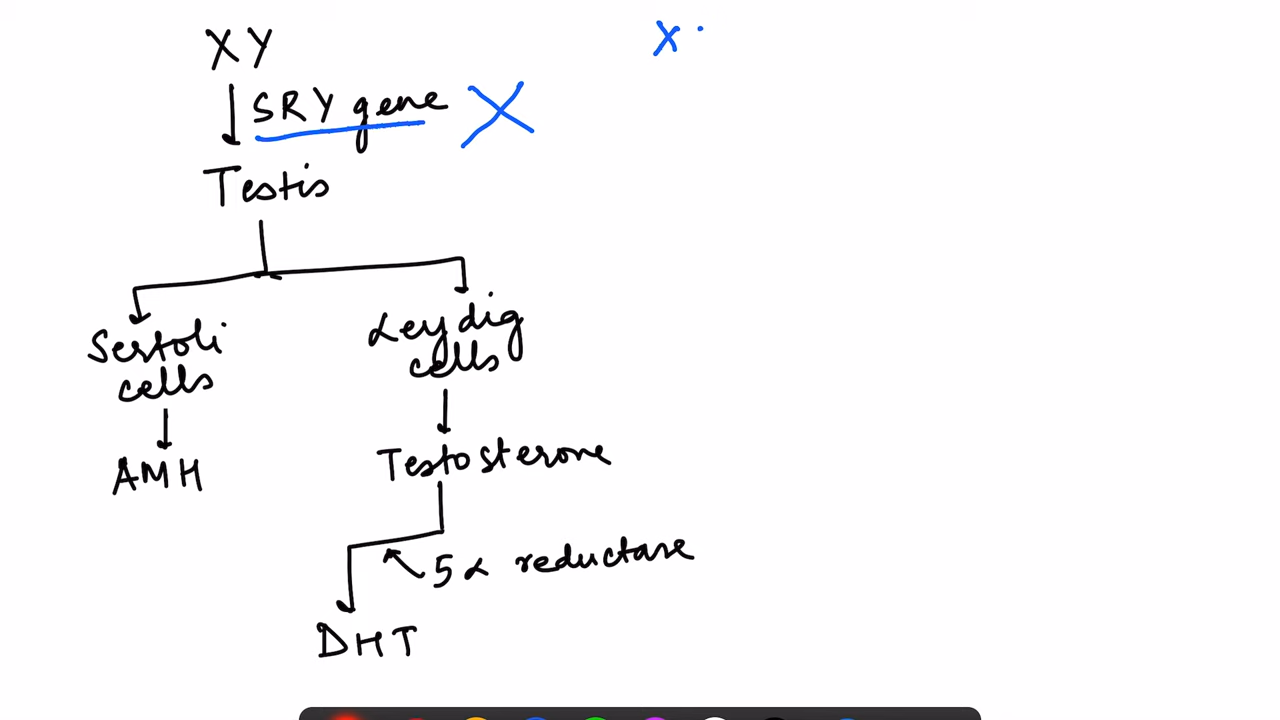 XY
SRY gene
Testis
Sertoli
cells
Leydig
cells
AMH
Testosterone
5α reductase
DHT
X